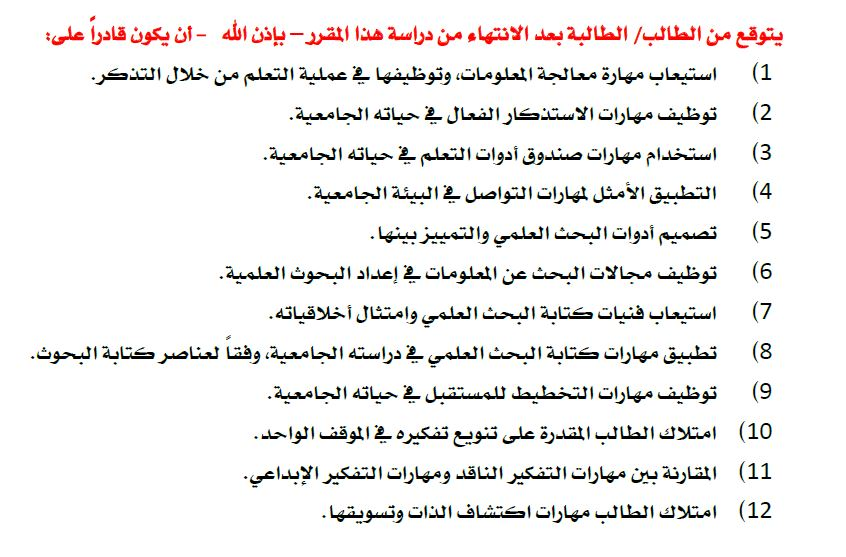 يتوقع من الطالب/ الطالبة بعد الانتهاء من دراسة هذا المقرر – بإذن الله - أن يكون قادراً على:
1) استيعاب مهارة معالجة المعلومات، وتوظيفها في عملية التعلم من خلال التذكر.
2) توظيف مهارات الاستذكار الفعال في حياته الجامعية.
3) استخدام مهارات صندوق أدوات التعلم في حياته الجامعية.
4) التطبيق الأمثل لمهارات التواصل في البيئة الجامعية.
5) تصميم أدوات البحث العلمي والتمييز بينها.
6) توظيف مجالات البحث عن المعلومات في إعداد البحوث العلمية.
7) استيعاب فنيات كتابة البحث العلمي وامتثال أخلاقياته.
8) تطبيق مهارات كتابة البحث العلمي في دراسته الجامعية، وفقاً لعناصر كتابة البحوث.
9) توظيف مهارات التخطيط للمستقبل في حياته الجامعية.
10) امتلاك الطالب المقدرة على تنويع تفكيره في الموقف الواحد.
11) المقارنة بين مهارات التفكير الناقد ومهارات التفكير الإبداعي.
12) امتلاك الطالب مهارات اكتشاف الذات وتسويقها.